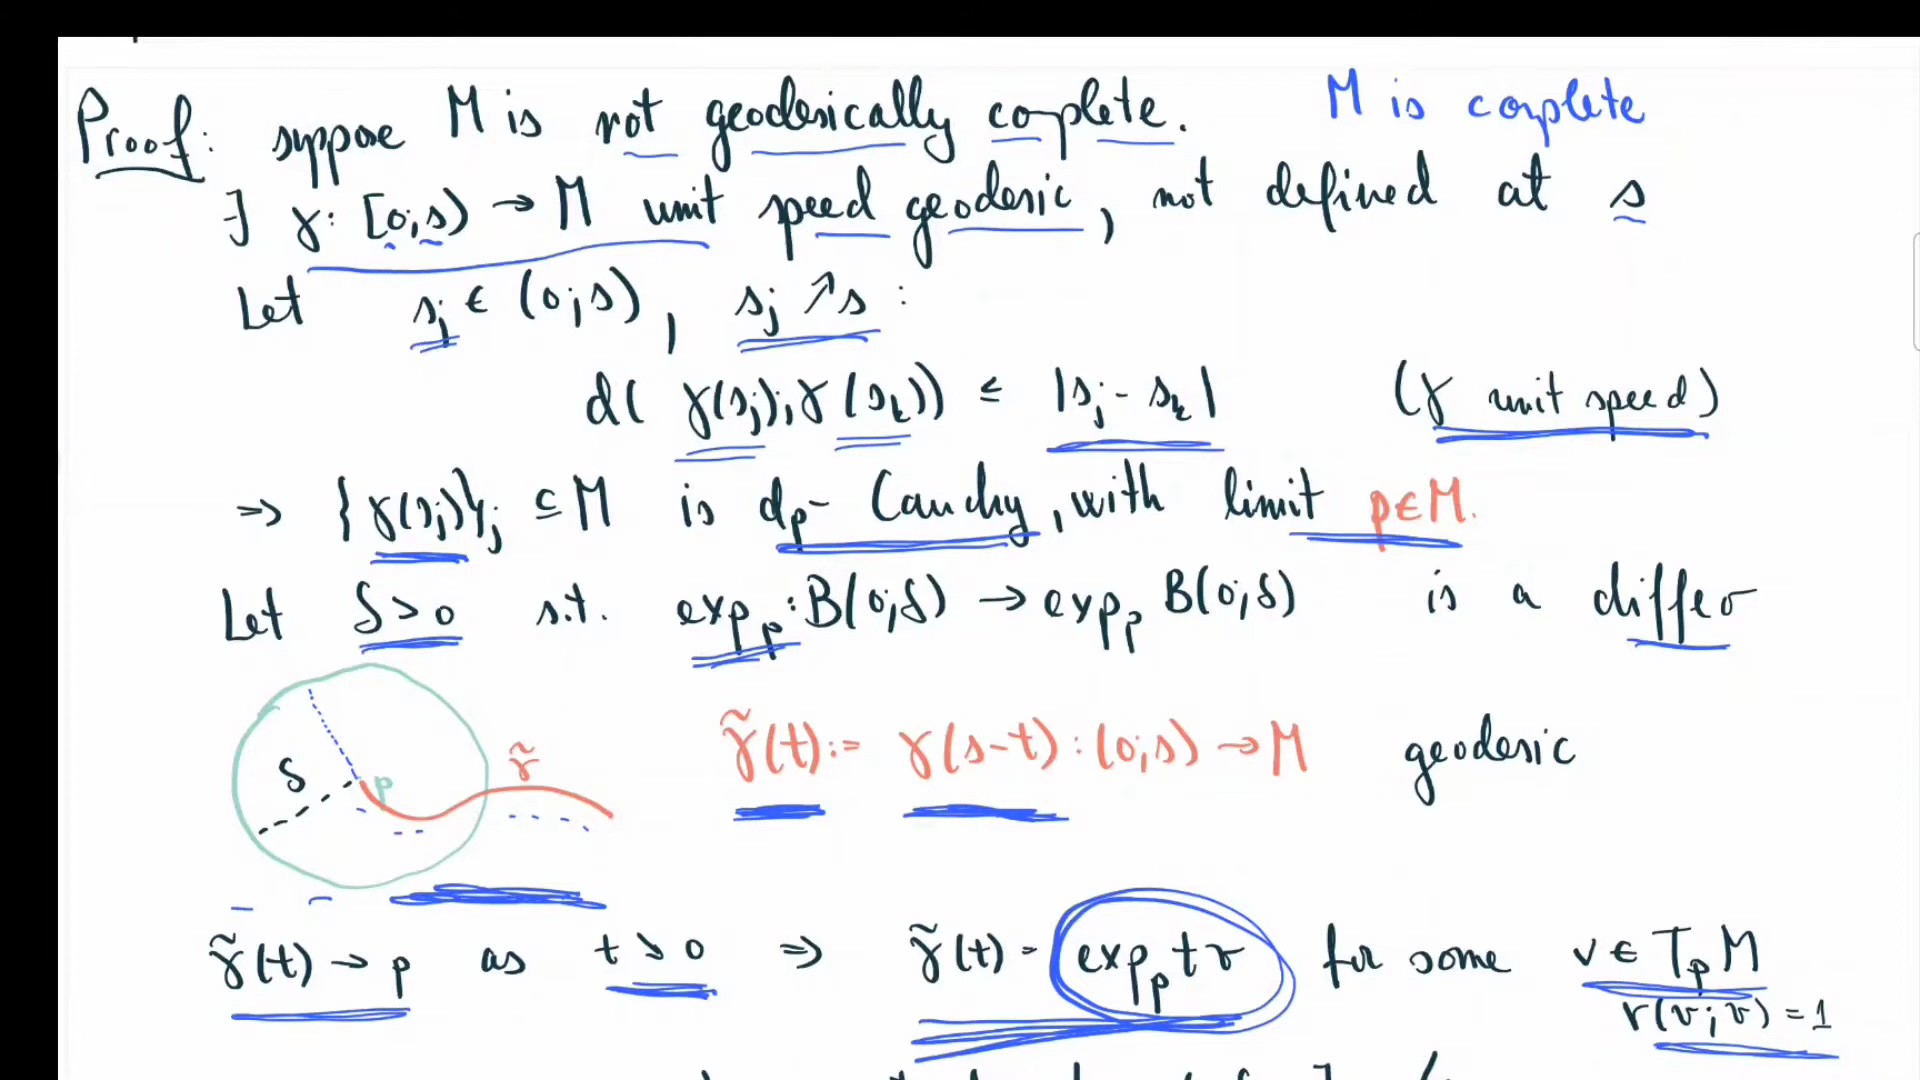 Proof: suppose M is not geodesically complete. M is complete
∃ γ: [0,s) → M unit speed geodesic, not defined at s
Let s_j ∈ (0,s), s_j ↗ s :
d( γ(s_j), γ(s_k)) ≤ |s_j - s_k| (γ unit speed)
⇒ {γ(s_j)}_j ⊆ M is d_p- Cauchy, with limit p∈M.
Let δ>0 s.t. exp_p : B(0,δ) → exp_p B(0,δ) is a diffeo
δ p γ̃
γ̃(t) := γ(s-t) : (0,s) → M geodesic
γ̃(t) → p as t ↘ 0 ⇒ γ̃(t) = exp_p tv for some v ∈ T_pM
r(v,v) = 1